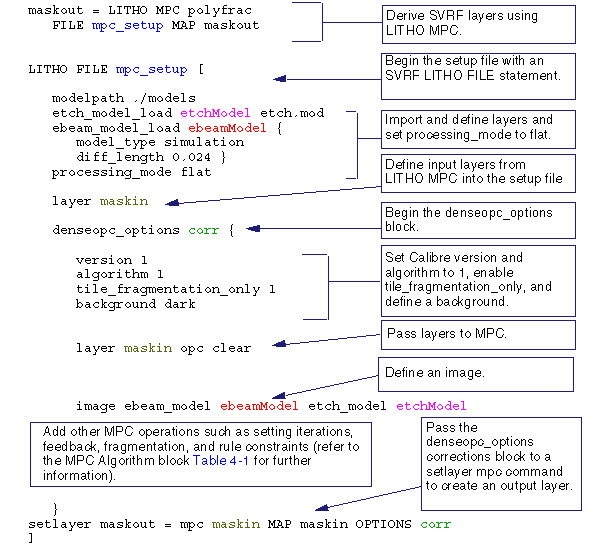 maskout = LITHO MPC polyfrac
FILE mpc_setup MAP maskout
Derive SVRF layers using
LITHO MPC.
LITHO FILE mpc_setup [
Begin the setup file with an
SVRF LITHO FILE statement.
modelpath ./models
etch_model_load etchModel etch.mod
ebeam_model_load ebeamModel {
model_type simulation
diff_length 0.024 }
processing_mode flat
Import and define layers and
set processing_mode to flat.
Define input layers from
LITHO MPC into the setup file
layer maskin
Begin the denseopc_options
block.
denseopc_options corr {
version 1
algorithm 1
tile_fragmentation_only 1
background dark
Set Calibre version and
algorithm to 1, enable
tile_fragmentation_only, and
define a background.
Pass layers to MPC.
layer maskin opc clear
Define an image.
image ebeam_model ebeamModel etch_model etchModel
Add other MPC operations such as setting iterations,
feedback, fragmentation, and rule constraints (refer to
the MPC Algorithm block Table 4-1 for further
information).
Pass the
denseopc_options
corrections block to a
setlayer mpc command
to create an output layer.
}
setlayer maskout = mpc maskin MAP maskin OPTIONS corr
]